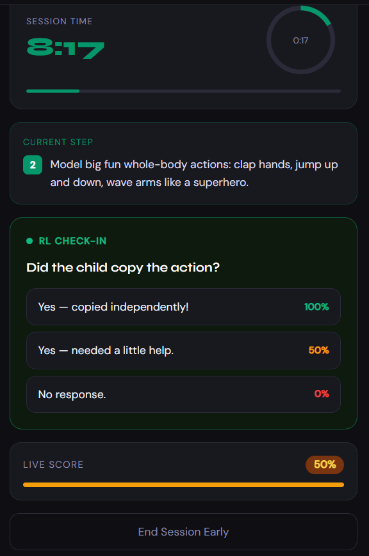 SESSION TIME
8:17
0:17
CURRENT STEP
2 Model big fun whole-body actions: clap hands, jump up
and down, wave arms like a superhero.
RL CHECK-IN
Did the child copy the action?
Yes — copied independently! 100%
Yes — needed a little help. 50%
No response. 0%
LIVE SCORE 50%
End Session Early